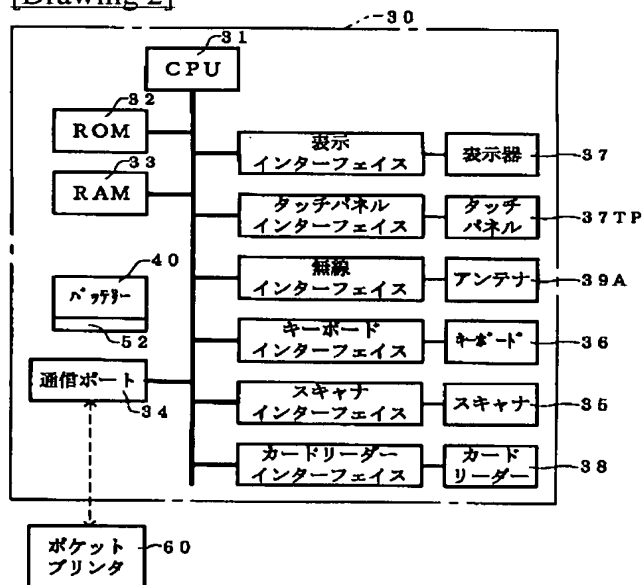 [Drawing 2]
30
31
CPU
32
ROM
33
RAM
表示
インターフェイス
表示器
37
タッチパネル
インターフェイス
タッチ
パネル
37TP
40
バッテリー
52
無線
インターフェイス
アンテナ
39A
キーボード
インターフェイス
キーボード
36
通信ポート
34
スキャナ
インターフェイス
スキャナ
35
カードリーダー
インターフェイス
カード
リーダー
38
ポケット
プリンタ
60